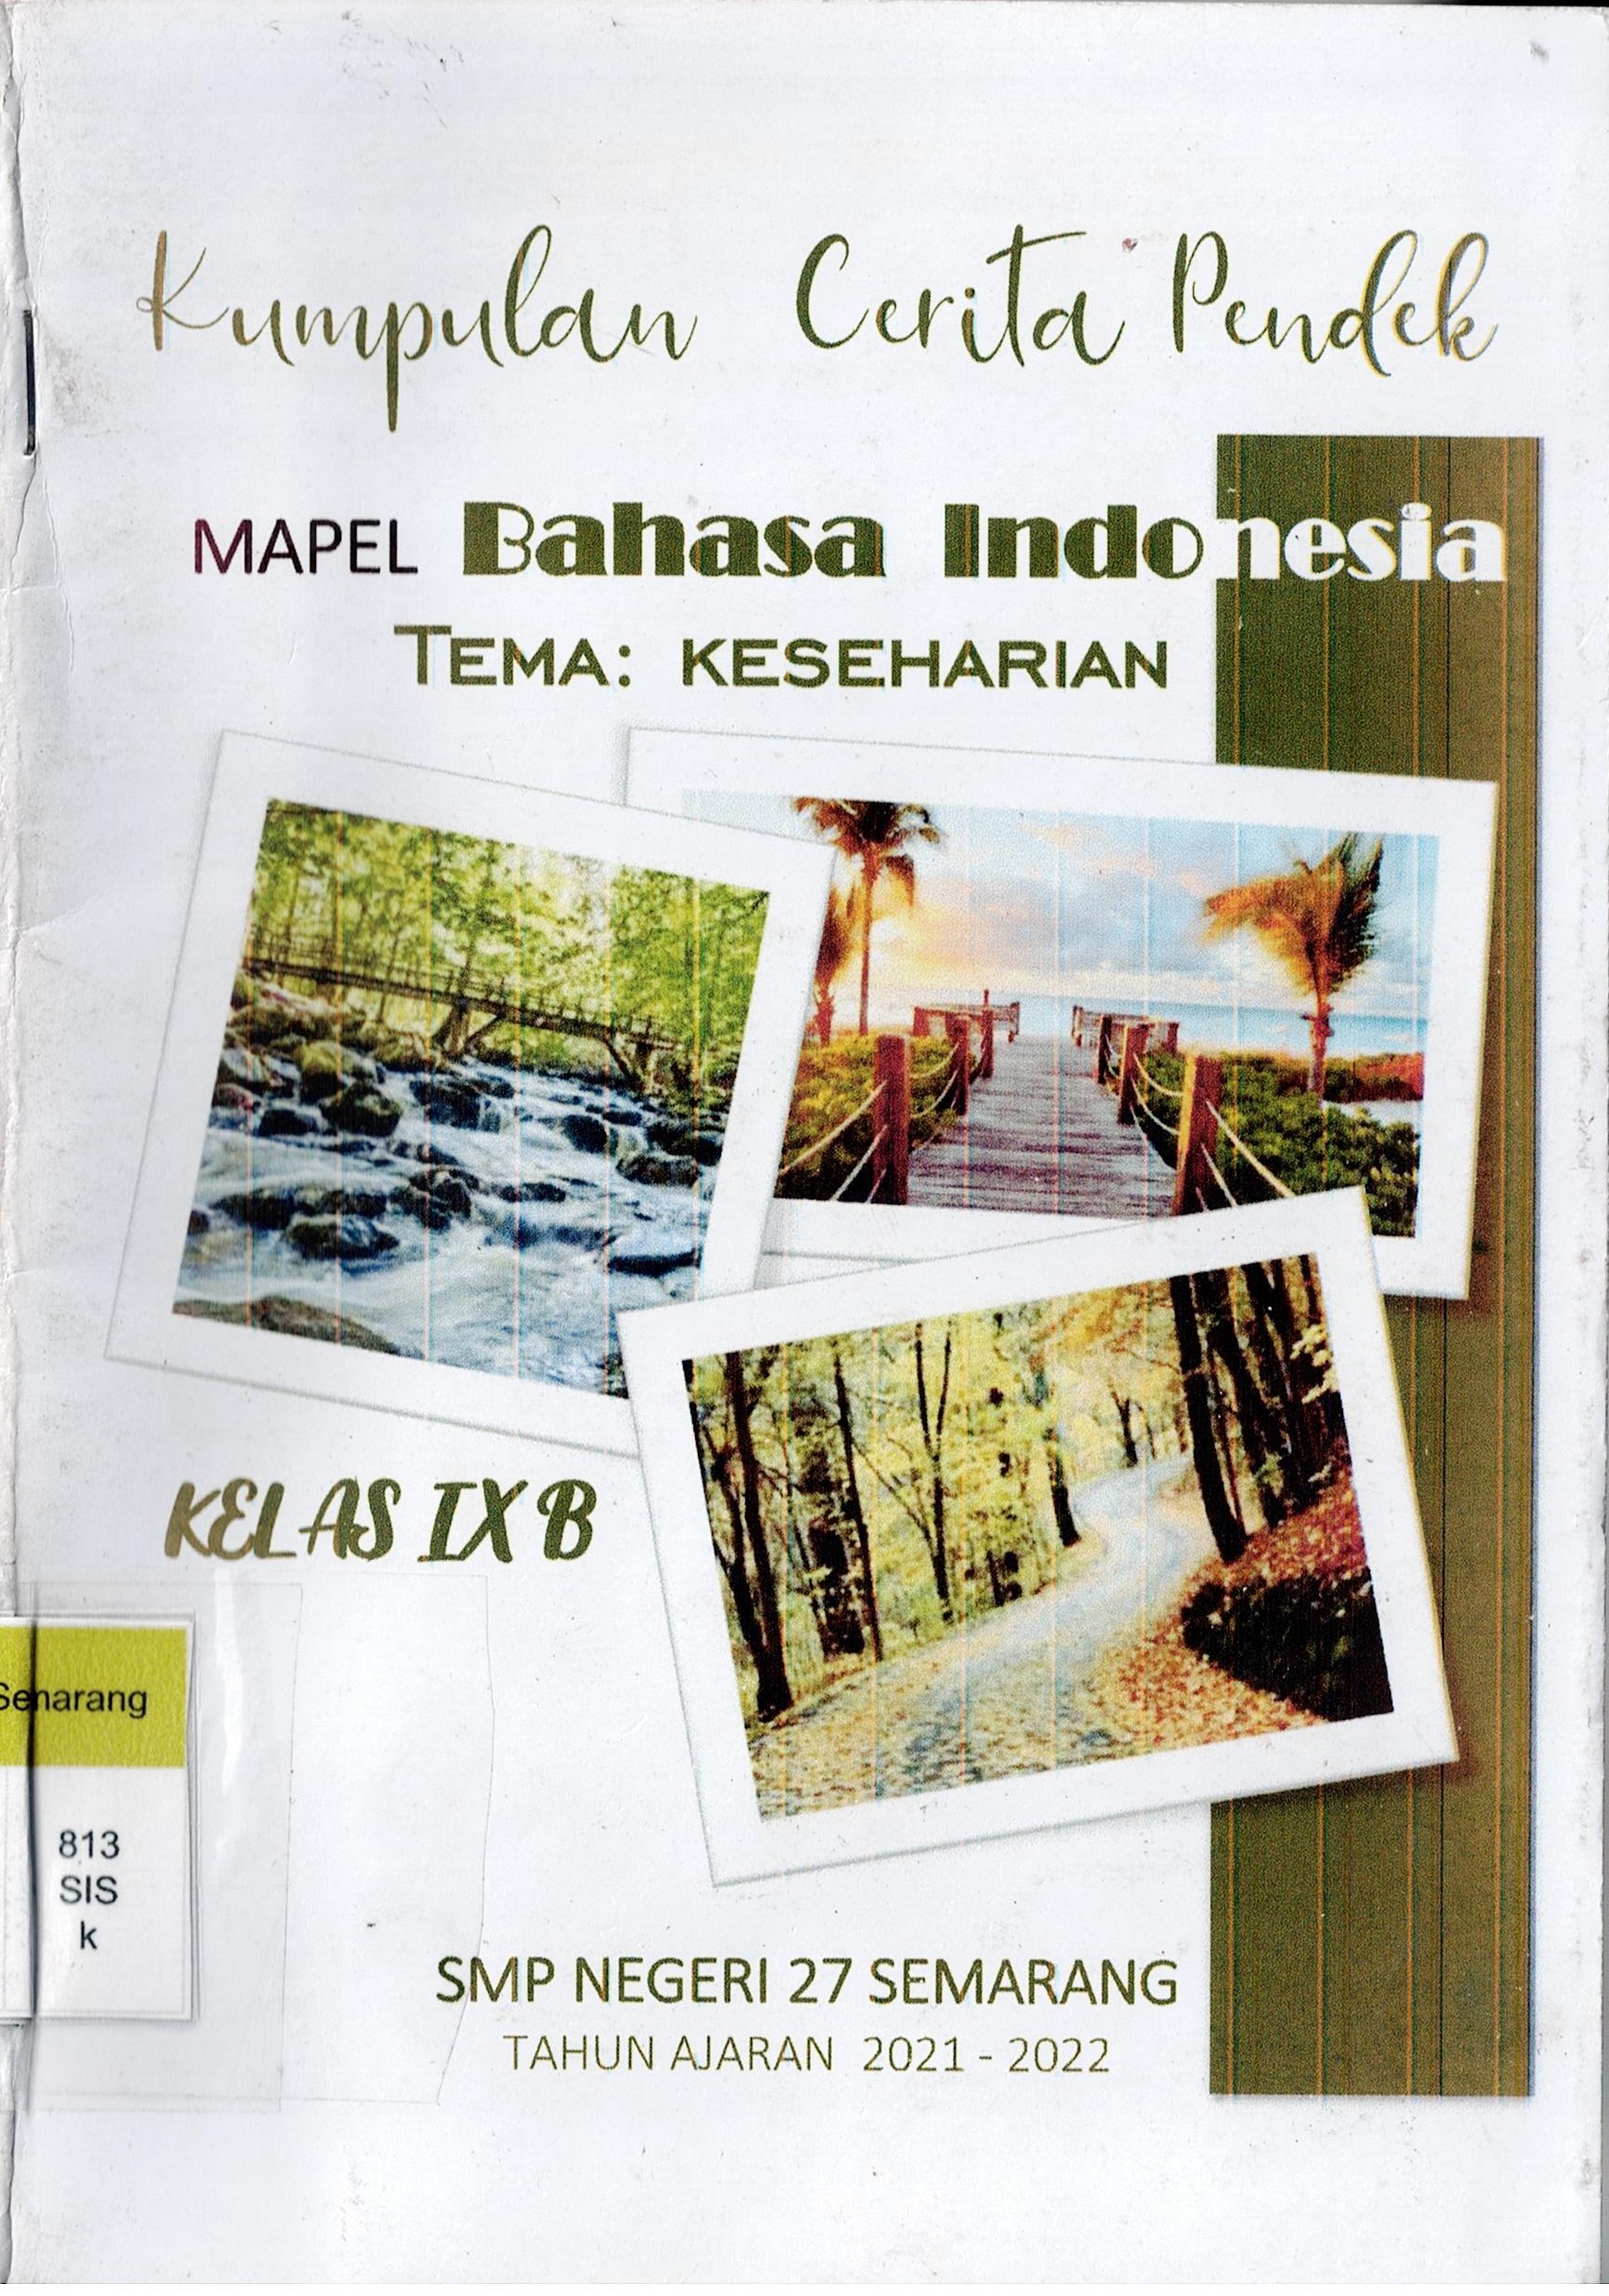 Kumpulan Cerita Pendek
MAPEL Bahasa Indonesia
TEMA: KESEHARIAN
KELAS IX B
Semarang
813
SIS
k
SMP NEGERI 27 SEMARANG
TAHUN AJARAN 2021 - 2022